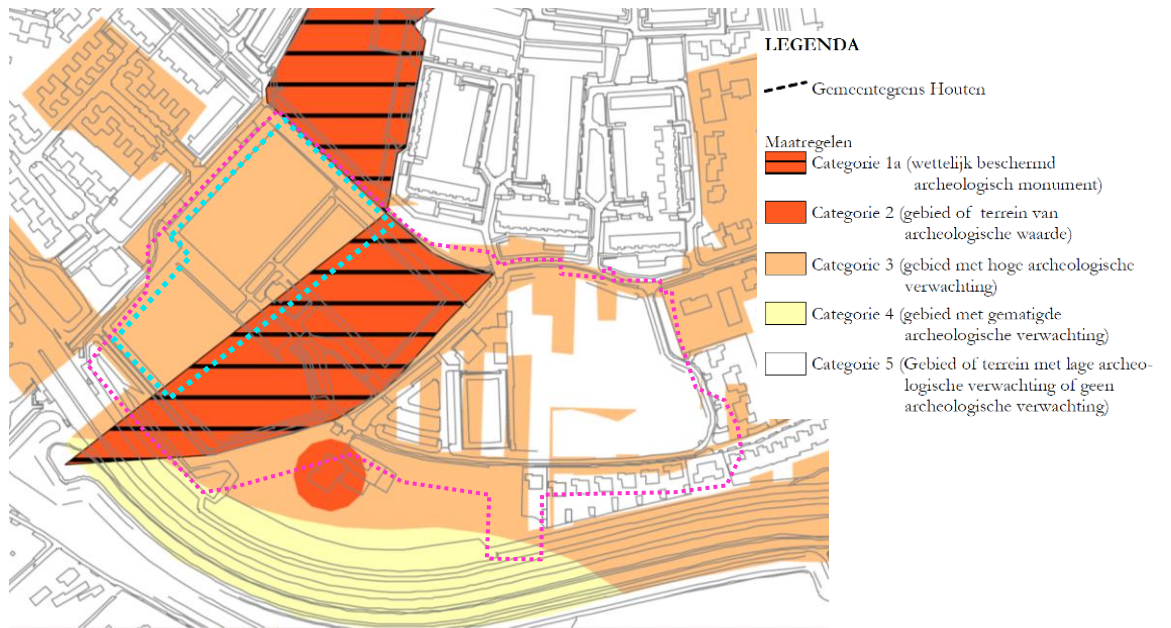 LEGENDA
Gemeentegrens Houten
Maatregelen
Categorie 1a (wettelijk beschermd
archeologisch monument)
Categorie 2 (gebied of terrein van
archeologische waarde)
Categorie 3 (gebied met hoge archeologische
verwachting)
Categorie 4 (gebied met gematigde
archeologische verwachting)
Categorie 5 (Gebied of terrein met lage archeo-
logische verwachting of geen
archeologische verwachting)